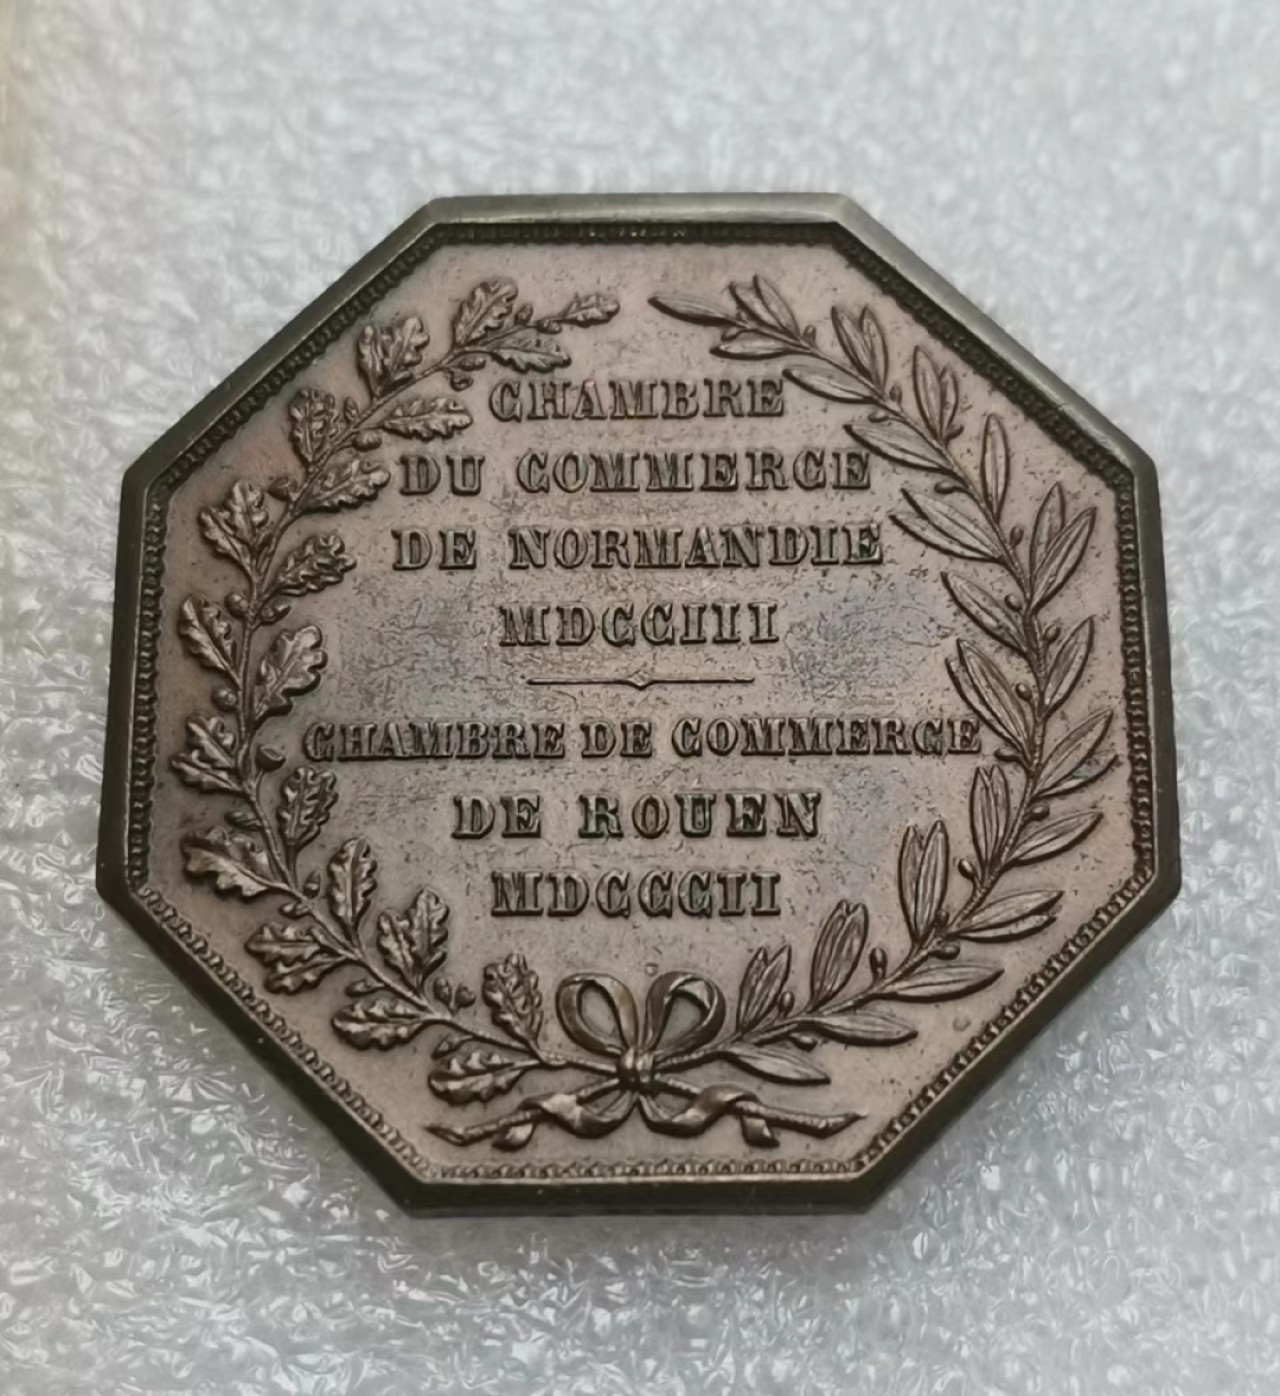 CHAMBRE
DU COMMERCE
DE NORMANDIE
MDCCIII
CHAMBRE DE COMMERCE
DE ROUEN
MDCCCII